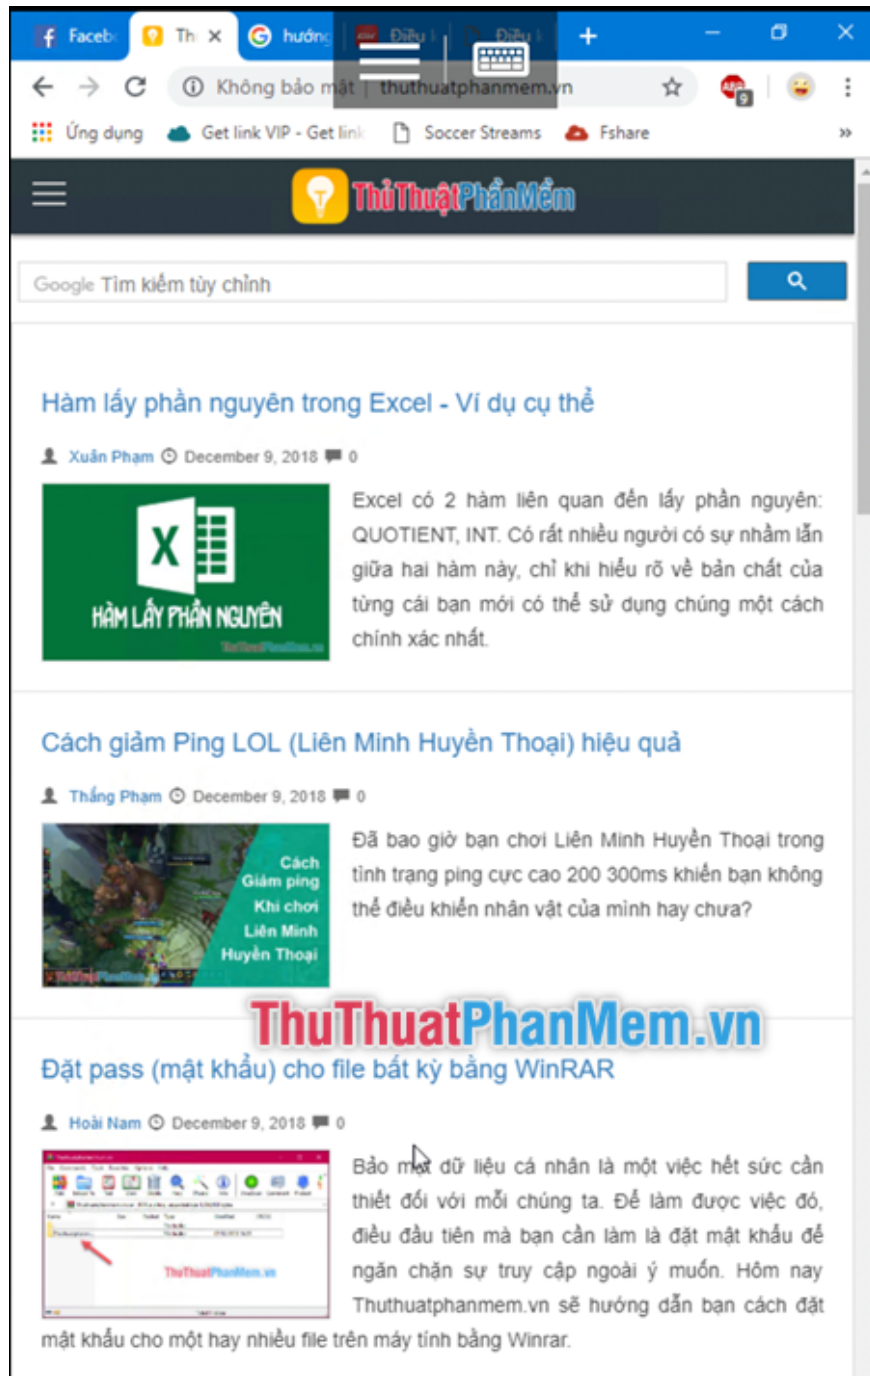 Faceb
Th
hướng
Điều k
Điều k
Không bảo mật | thuthuatphanmem.vn
ABP
9
Ứng dụng
Get link VIP - Get link
Soccer Streams
Fshare
ThủThuậtPhầnMềm
Google Tìm kiếm tùy chỉnh
Hàm lấy phần nguyên trong Excel - Ví dụ cụ thể
Xuân Phạm December 9, 2018 0
X
HÀM LẤY PHẦN NGUYÊN
ThuThuatPhanMem.vn
Excel có 2 hàm liên quan đến lấy phần nguyên:
QUOTIENT, INT. Có rất nhiều người có sự nhầm lẫn
giữa hai hàm này, chỉ khi hiểu rõ về bản chất của
từng cái bạn mới có thể sử dụng chúng một cách
chính xác nhất.
Cách giảm Ping LOL (Liên Minh Huyền Thoại) hiệu quả
Thắng Phạm December 9, 2018 0
Cách
Giảm ping
Khi chơi
Liên Minh
Huyền Thoại
ThuThuatPhanMem.vn
Đã bao giờ bạn chơi Liên Minh Huyền Thoại trong
tình trạng ping cực cao 200 300ms khiến bạn không
thể điều khiển nhân vật của mình hay chưa?
ThuThuatPhanMem.vn
Đặt pass (mật khẩu) cho file bất kỳ bằng WinRAR
Hoài Nam December 9, 2018 0
ThuThuatPhanMem.vn
Bảo mật dữ liệu cá nhân là một việc hết sức cần
thiết đối với mỗi chúng ta. Để làm được việc đó,
điều đầu tiên mà bạn cần làm là đặt mật khẩu để
ngăn chặn sự truy cập ngoài ý muốn. Hôm nay
Thuthuatphanmem.vn sẽ hướng dẫn bạn cách đặt
mật khẩu cho một hay nhiều file trên máy tính bằng Winrar.